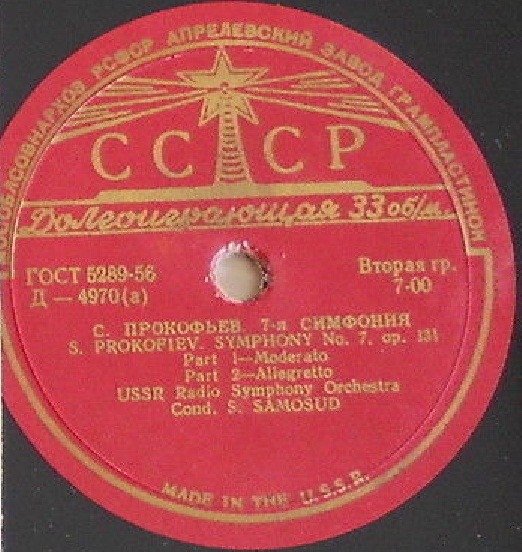 МОСОБЛСОВНАРХОЗ РСФСР АПРЕЛЕВСКИЙ ЗАВОД ГРАМПЛАСТИНОК
СССР
Долгоиграющая 33 об/м.
ГОСТ 5289-56
Д — 4970(а)
Вторая гр.
7-00
С. ПРОКОФЬЕВ. 7-я СИМФОНИЯ
S. PROKOFIEV. SYMPHONY No. 7, op. 131
Part 1—Moderato
Part 2—Allegretto
USSR Radio Symphony Orchestra
Cond. S. SAMOSUD
MADE IN THE U.S.S.R.